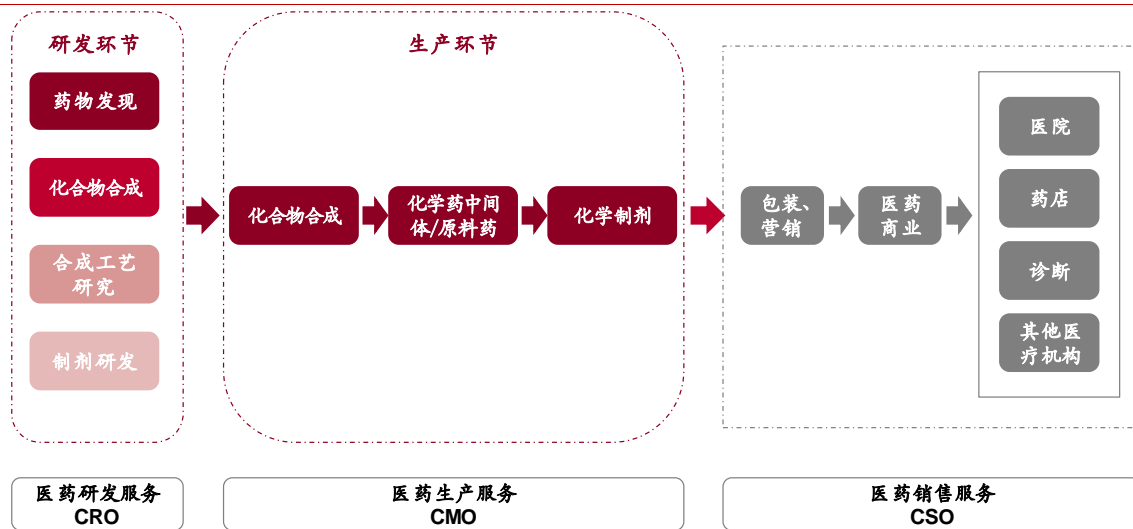 研发环节
药物发现
化合物合成
合成工艺
研究
制剂研发
生产环节
化合物合成
化学药中间
体/原料药
化学制剂
包装、
营销
医药
商业
医院
药店
诊断
其他医
疗机构
医药研发服务
CRO
医药生产服务
CMO
医药销售服务
CSO